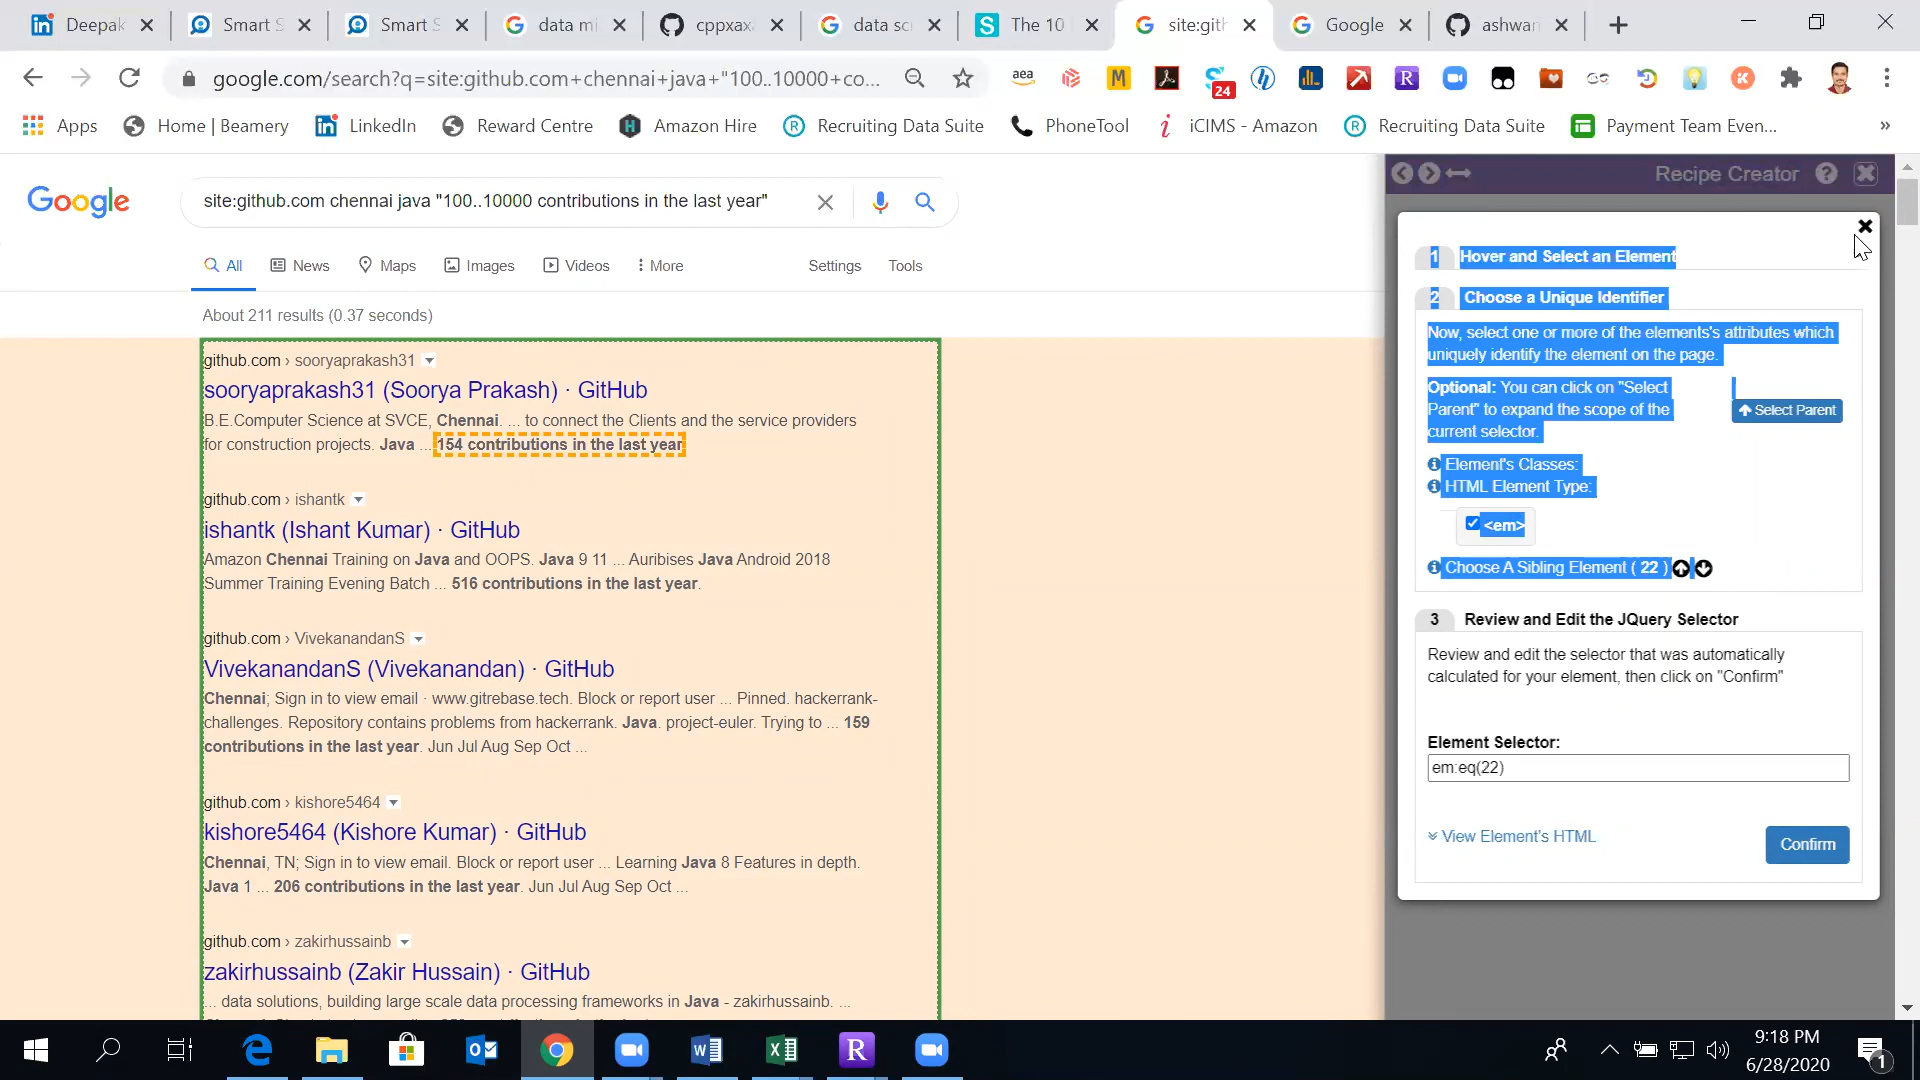 Deepak
Smart S
Smart S
data mi
cppxax
data sc
The 10
site:gith
Google
ashwan
google.com/search?q=site:github.com+chennai+java+"100..10000+co...
aea
M
24
R
K
Apps
Home | Beamery
LinkedIn
Reward Centre
Amazon Hire
Recruiting Data Suite
PhoneTool
iCIMS - Amazon
Recruiting Data Suite
Payment Team Even...
»
Google
site:github.com chennai java "100..10000 contributions in the last year"
All
News
Maps
Images
Videos
More
Settings
Tools
About 211 results (0.37 seconds)
github.com › sooryaprakash31
sooryaprakash31 (Soorya Prakash) · GitHub
B.E.Computer Science at SVCE, Chennai. ... to connect the Clients and the service providers
for construction projects. Java ... 154 contributions in the last year
github.com › ishantk
ishantk (Ishant Kumar) · GitHub
Amazon Chennai Training on Java and OOPS. Java 9 11 ... Auribises Java Android 2018
Summer Training Evening Batch ... 516 contributions in the last year.
github.com › VivekanandanS
VivekanandanS (Vivekanandan) · GitHub
Chennai; Sign in to view email · www.gitrebase.tech. Block or report user ... Pinned. hackerrank-
challenges. Repository contains problems from hackerrank. Java. project-euler. Trying to ... 159
contributions in the last year. Jun Jul Aug Sep Oct ...
github.com › kishore5464
kishore5464 (Kishore Kumar) · GitHub
Chennai, TN; Sign in to view email. Block or report user ... Learning Java 8 Features in depth.
Java 1 ... 206 contributions in the last year. Jun Jul Aug Sep Oct ...
github.com › zakirhussainb
zakirhussainb (Zakir Hussain) · GitHub
... data solutions, building large scale data processing frameworks in Java - zakirhussainb. ...
Recipe Creator
1 Hover and Select an Element
2 Choose a Unique Identifier
Now, select one or more of the elements's attributes which
uniquely identify the element on the page.
Optional: You can click on "Select
Parent" to expand the scope of the
current selector.
Select Parent
Element's Classes:
HTML Element Type:
<em>
Choose A Sibling Element ( 22 )
3 Review and Edit the JQuery Selector
Review and edit the selector that was automatically
calculated for your element, then click on "Confirm"
Element Selector:
em:eq(22)
View Element's HTML
Confirm
9:18 PM
6/28/2020
1